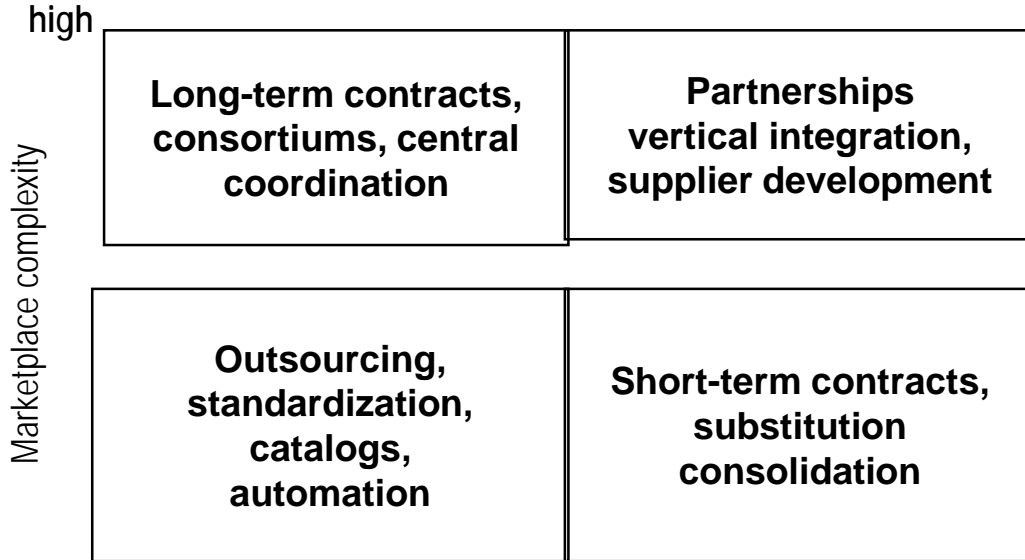 high
Long-term contracts,
consortiums, central
coordination
Partnerships
vertical integration,
supplier development
Marketplace complexity
Outsourcing,
standardization,
catalogs,
automation
Short-term contracts,
substitution
consolidation